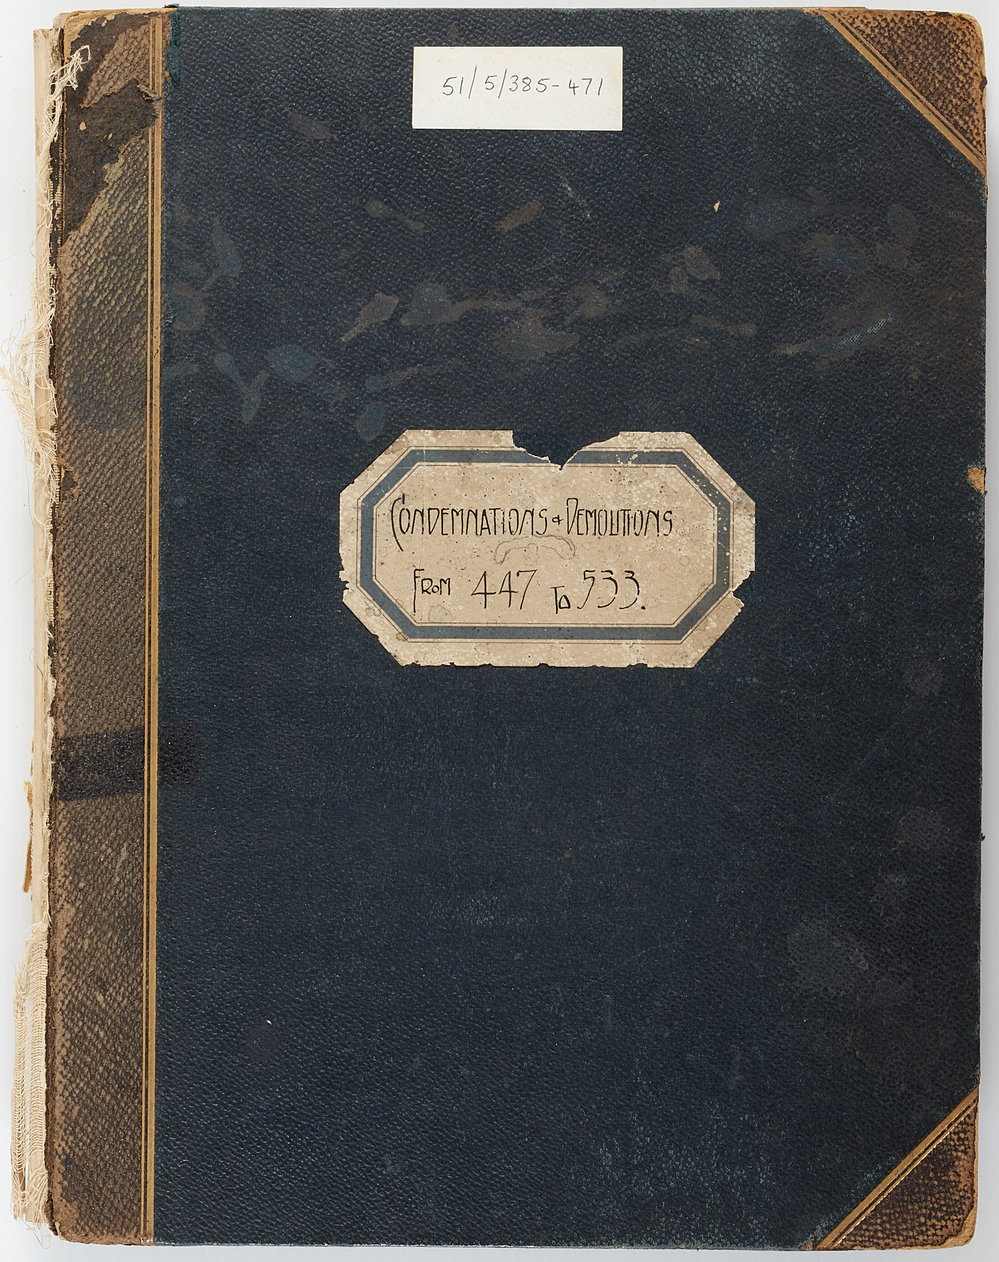 51/5/385-471
CONDEMNATIONS & DEMOLITIONS
FROM 447 TO 533.